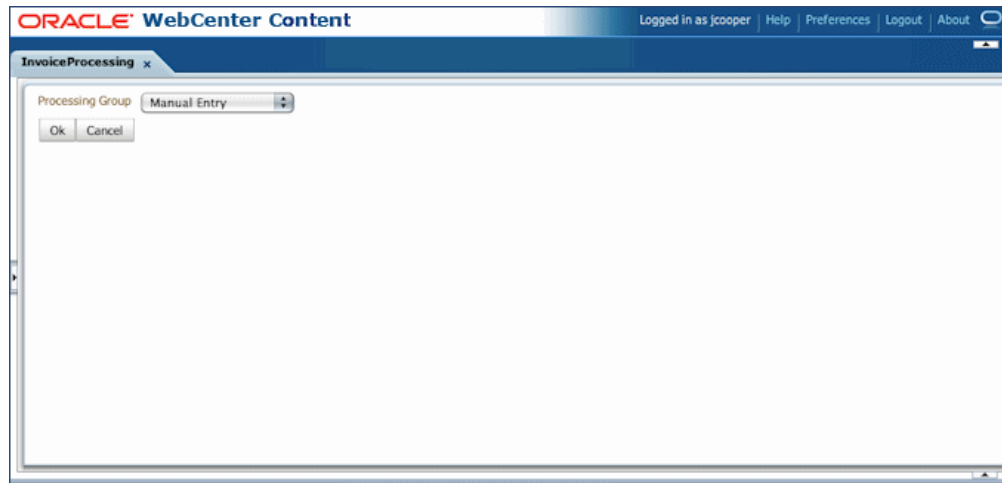 ORACLE WebCenter Content
Logged in as jcooper Help Preferences Logout About
InvoiceProcessing x
Processing Group Manual Entry
Ok Cancel